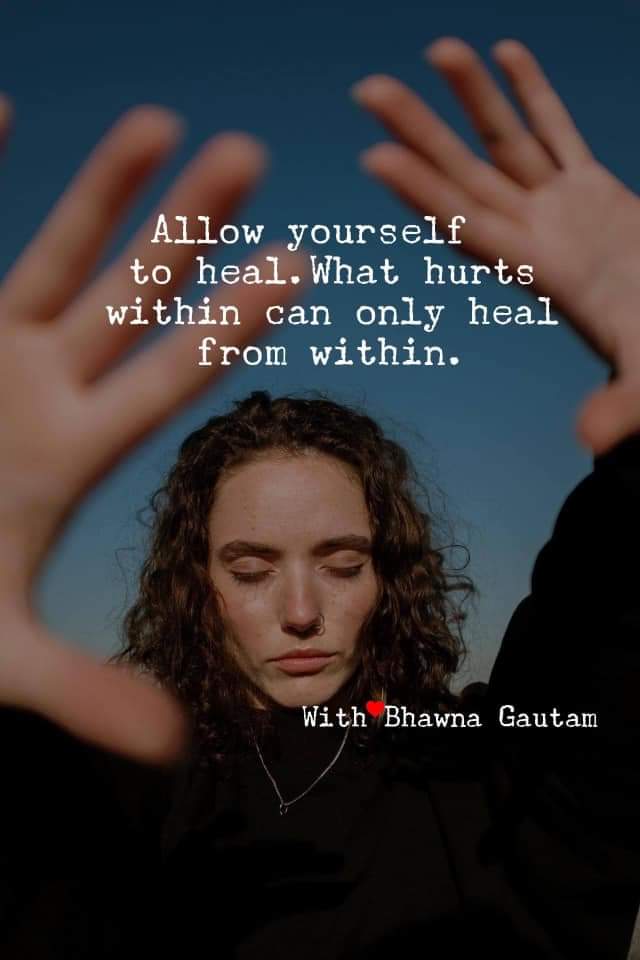 Allow yourself
to heal.What hurts
within can only heal
from within.
With❤Bhawna Gautam